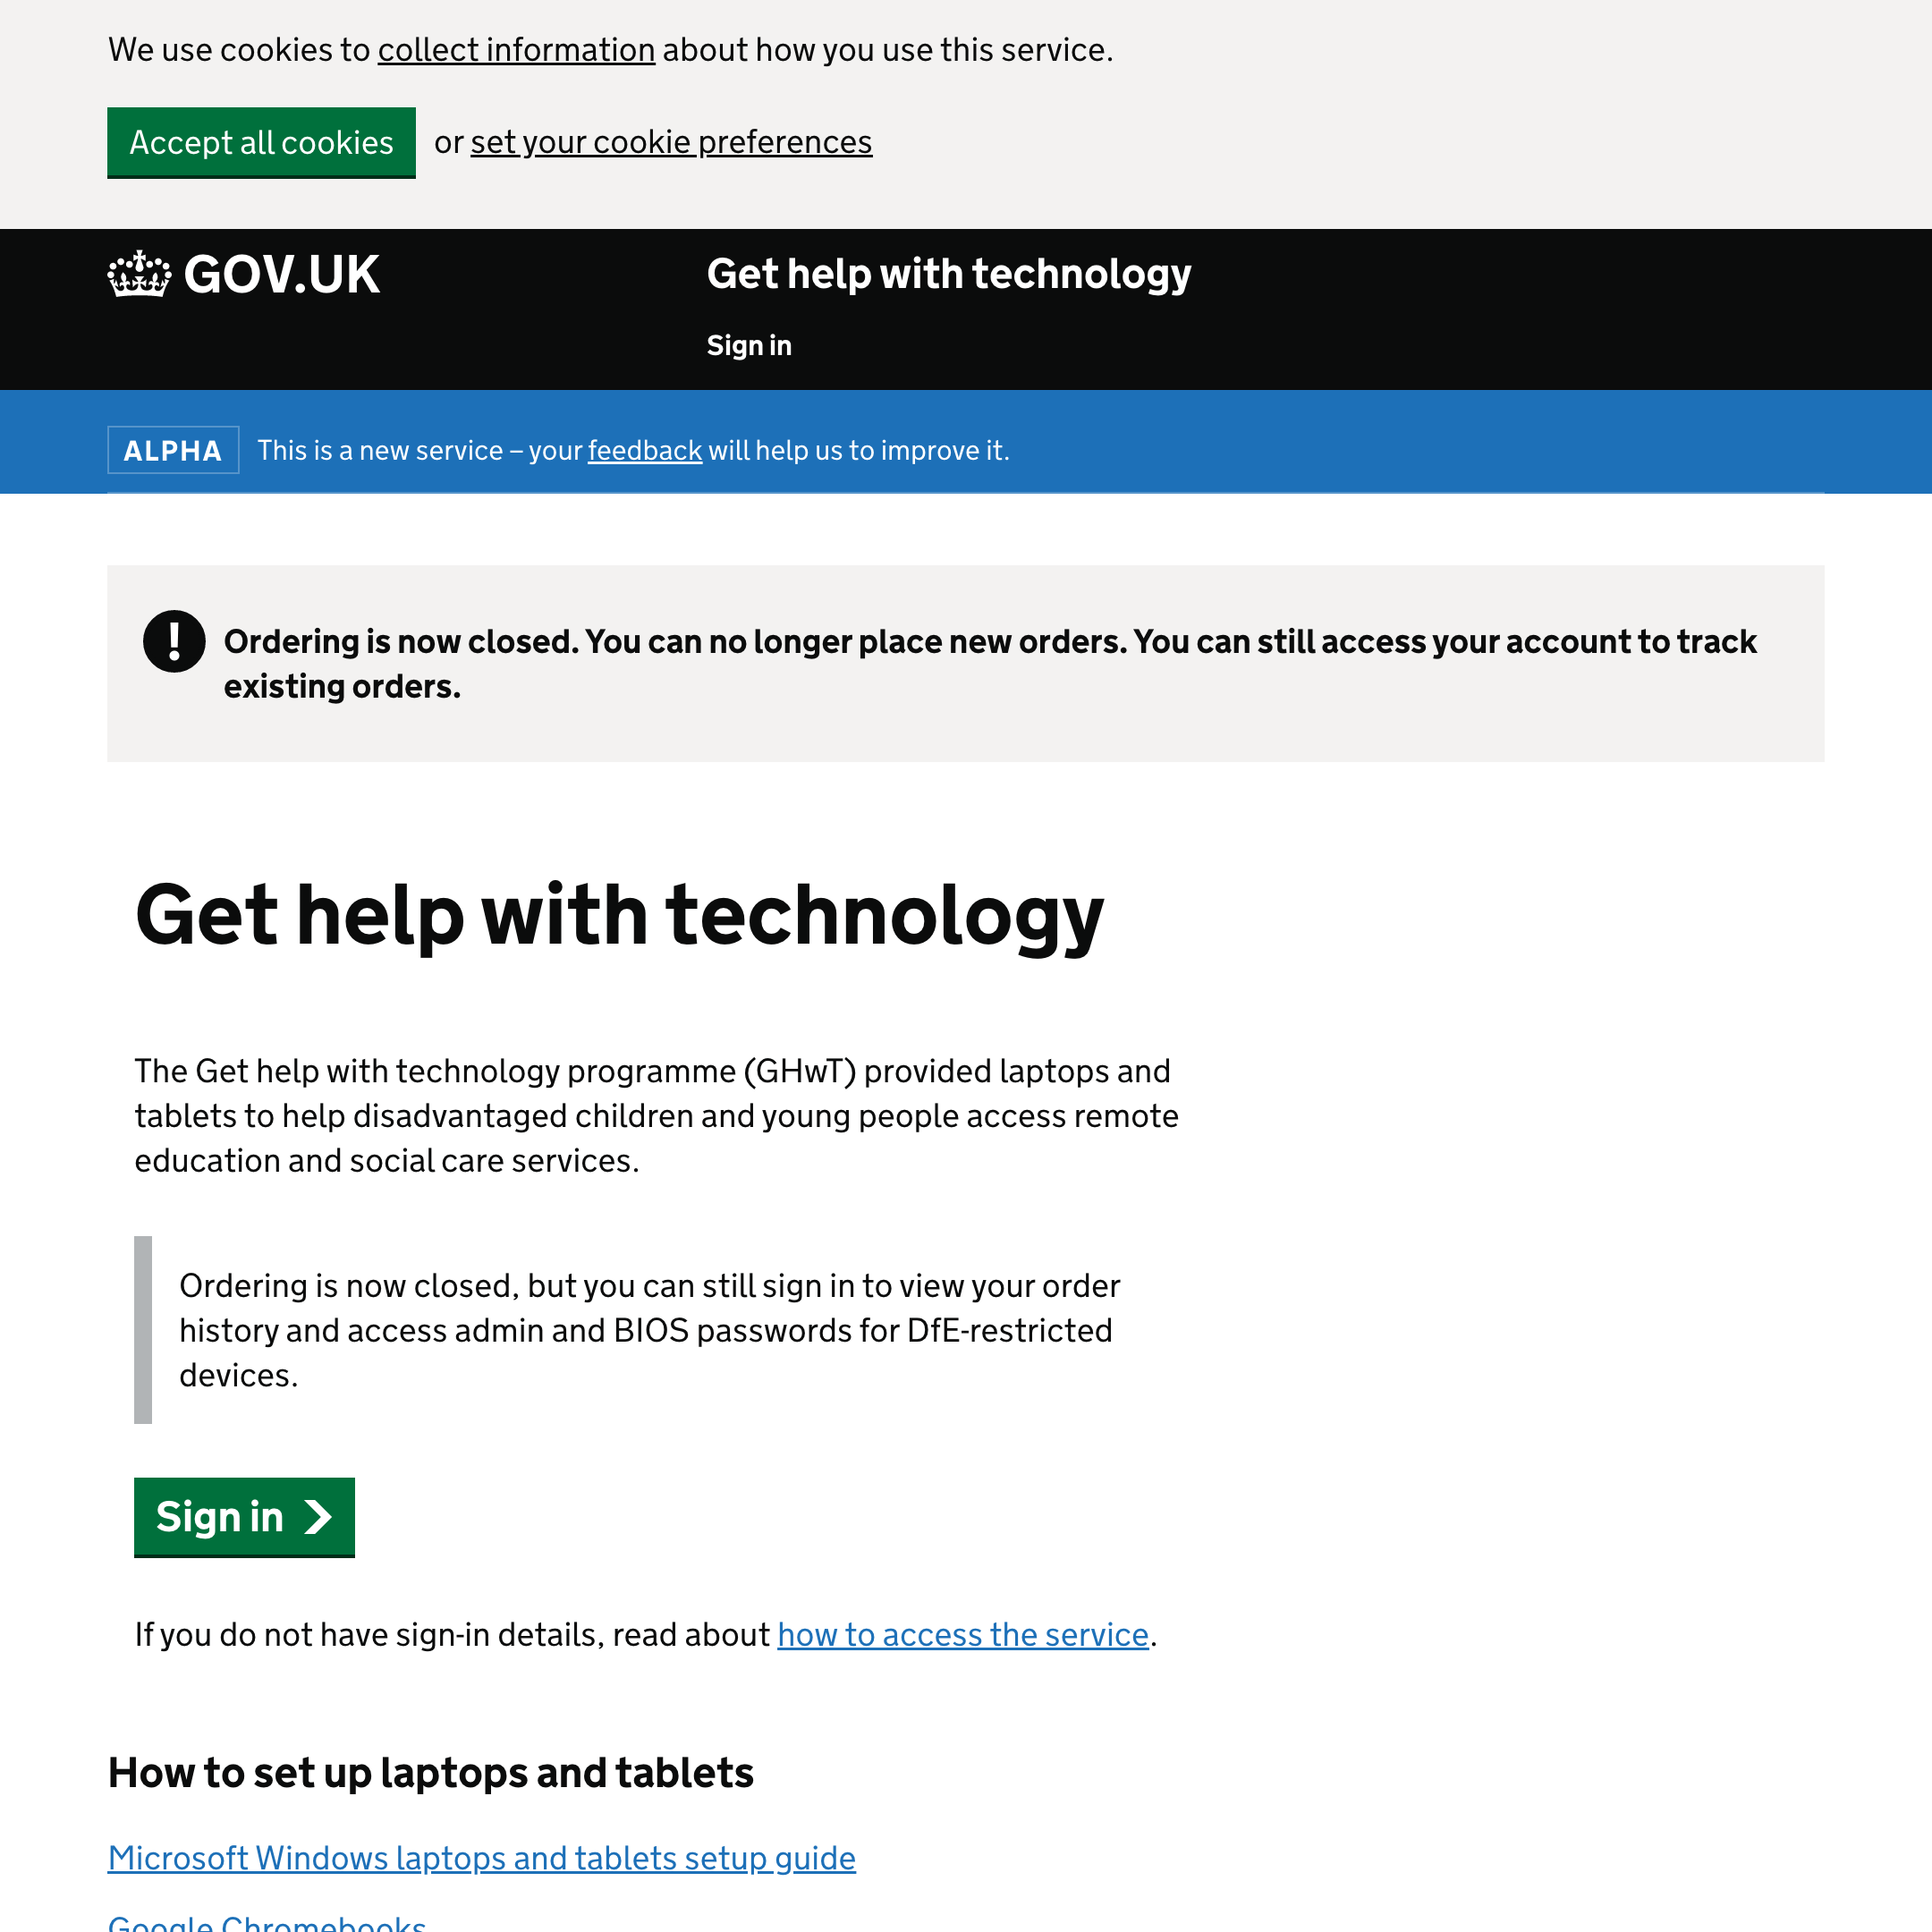 We use cookies to collect information about how you use this service.
Accept all cookies or set your cookie preferences
GOV.UK Get help with technology
Sign in
ALPHA This is a new service – your feedback will help us to improve it.
! Ordering is now closed. You can no longer place new orders. You can still access your account to track
existing orders.
Get help with technology
The Get help with technology programme (GHwT) provided laptops and
tablets to help disadvantaged children and young people access remote
education and social care services.
Ordering is now closed, but you can still sign in to view your order
history and access admin and BIOS passwords for DfE-restricted
devices.
Sign in
If you do not have sign-in details, read about how to access the service.
How to set up laptops and tablets
Microsoft Windows laptops and tablets setup guide
Google Chromebooks